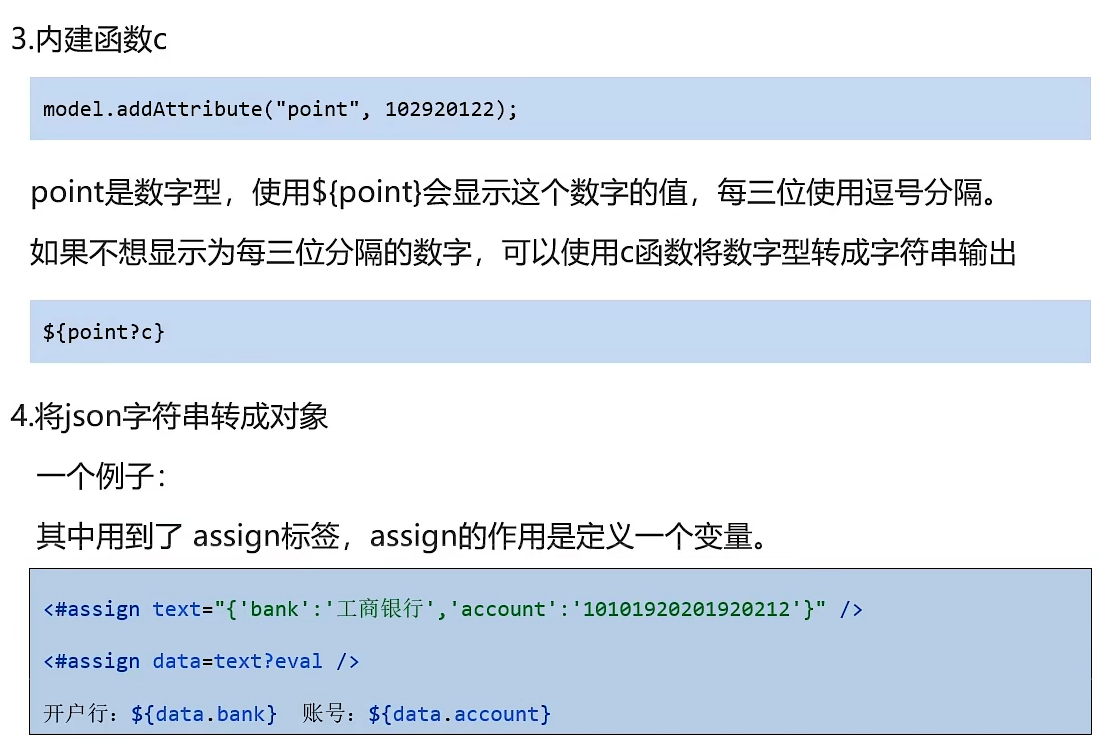 3.内建函数c
model.addAttribute("point", 102920122);
point是数字型，使用${point}会显示这个数字的值，每三位使用逗号分隔。
如果不想显示为每三位分隔的数字，可以使用c函数将数字型转成字符串输出
${point?c}
4.将json字符串转成对象
一个例子：
其中用到了 assign标签，assign的作用是定义一个变量。
<#assign text="{'bank':'工商银行','account':'10101920201920212'}" />
<#assign data=text?eval />
开户行：${data.bank}  账号：${data.account}